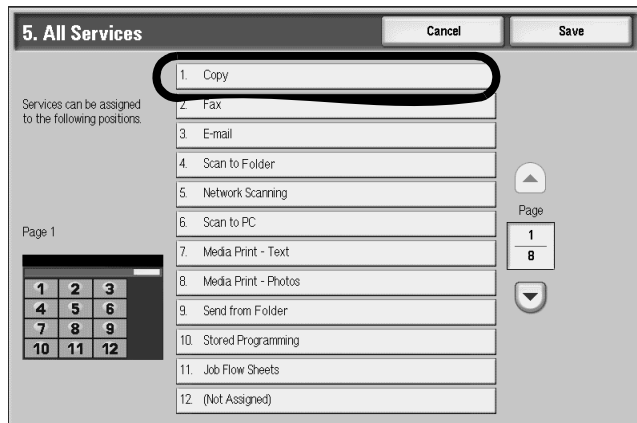 5. All Services
Cancel
Save
Services can be assigned
to the following positions.
1. Copy
2. Fax
3. E-mail
4. Scan to Folder
5. Network Scanning
6. Scan to PC
7. Media Print - Text
8. Media Print - Photos
9. Send from Folder
10. Stored Programming
11. Job Flow Sheets
12. (Not Assigned)
Page 1
1 2 3
4 5 6
7 8 9
10 11 12
Page
1
8